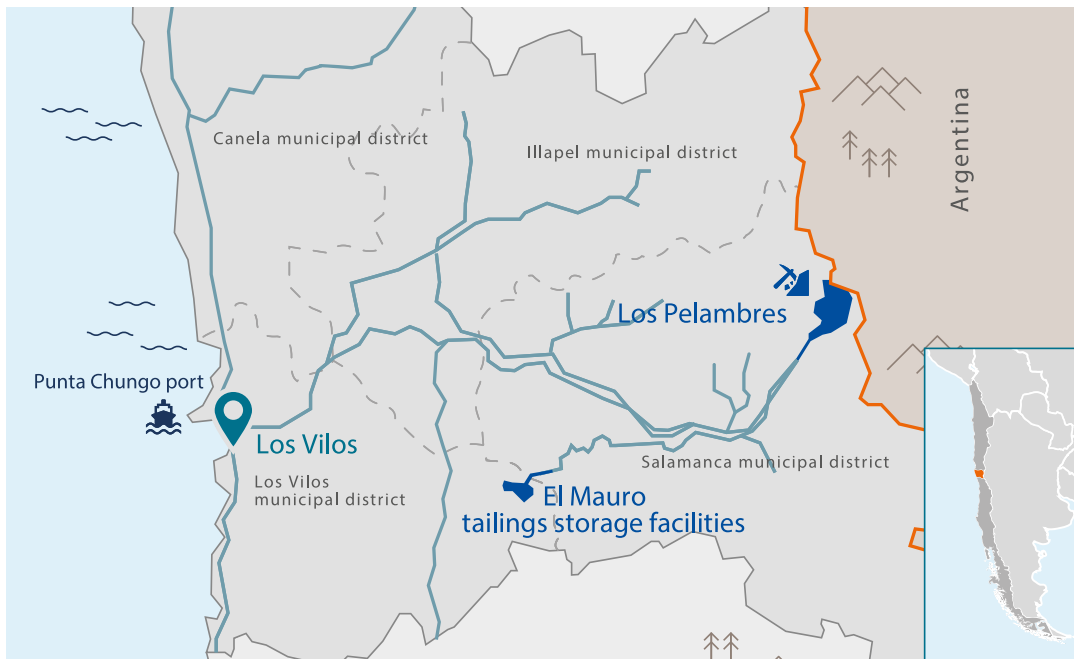 Canela municipal district
Illapel municipal district
Argentina
Los Pelambres
Punta Chungo port
Los Vilos
Los Vilos
municipal district
Salamanca municipal district
El Mauro
tailings storage facilities